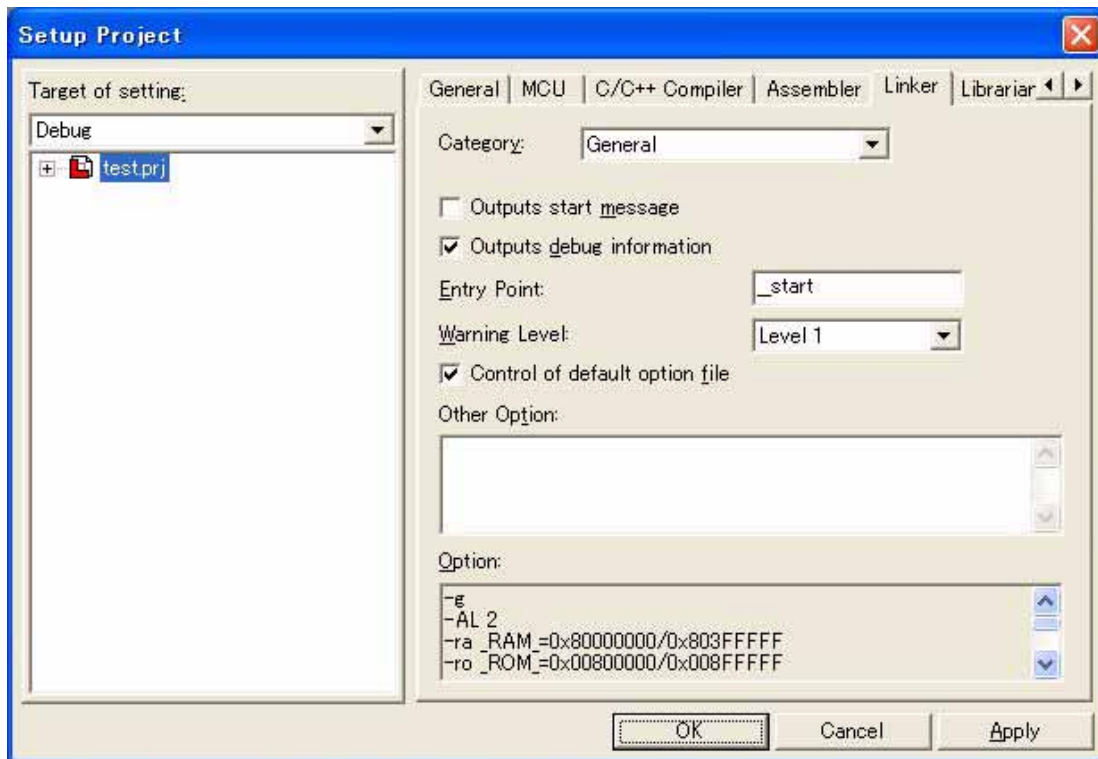 Setup Project
Target of setting:
Debug
test.prj
General
MCU
C/C++ Compiler
Assembler
Linker
Librarian
Category:
General
Outputs start message
Outputs debug information
Entry Point:
_start
Warning Level:
Level 1
Control of default option file
Other Option:
Option:
-g
-AL 2
-ra _RAM_=0x80000000/0x803FFFFF
-ro _ROM_=0x00800000/0x008FFFFF
OK
Cancel
Apply